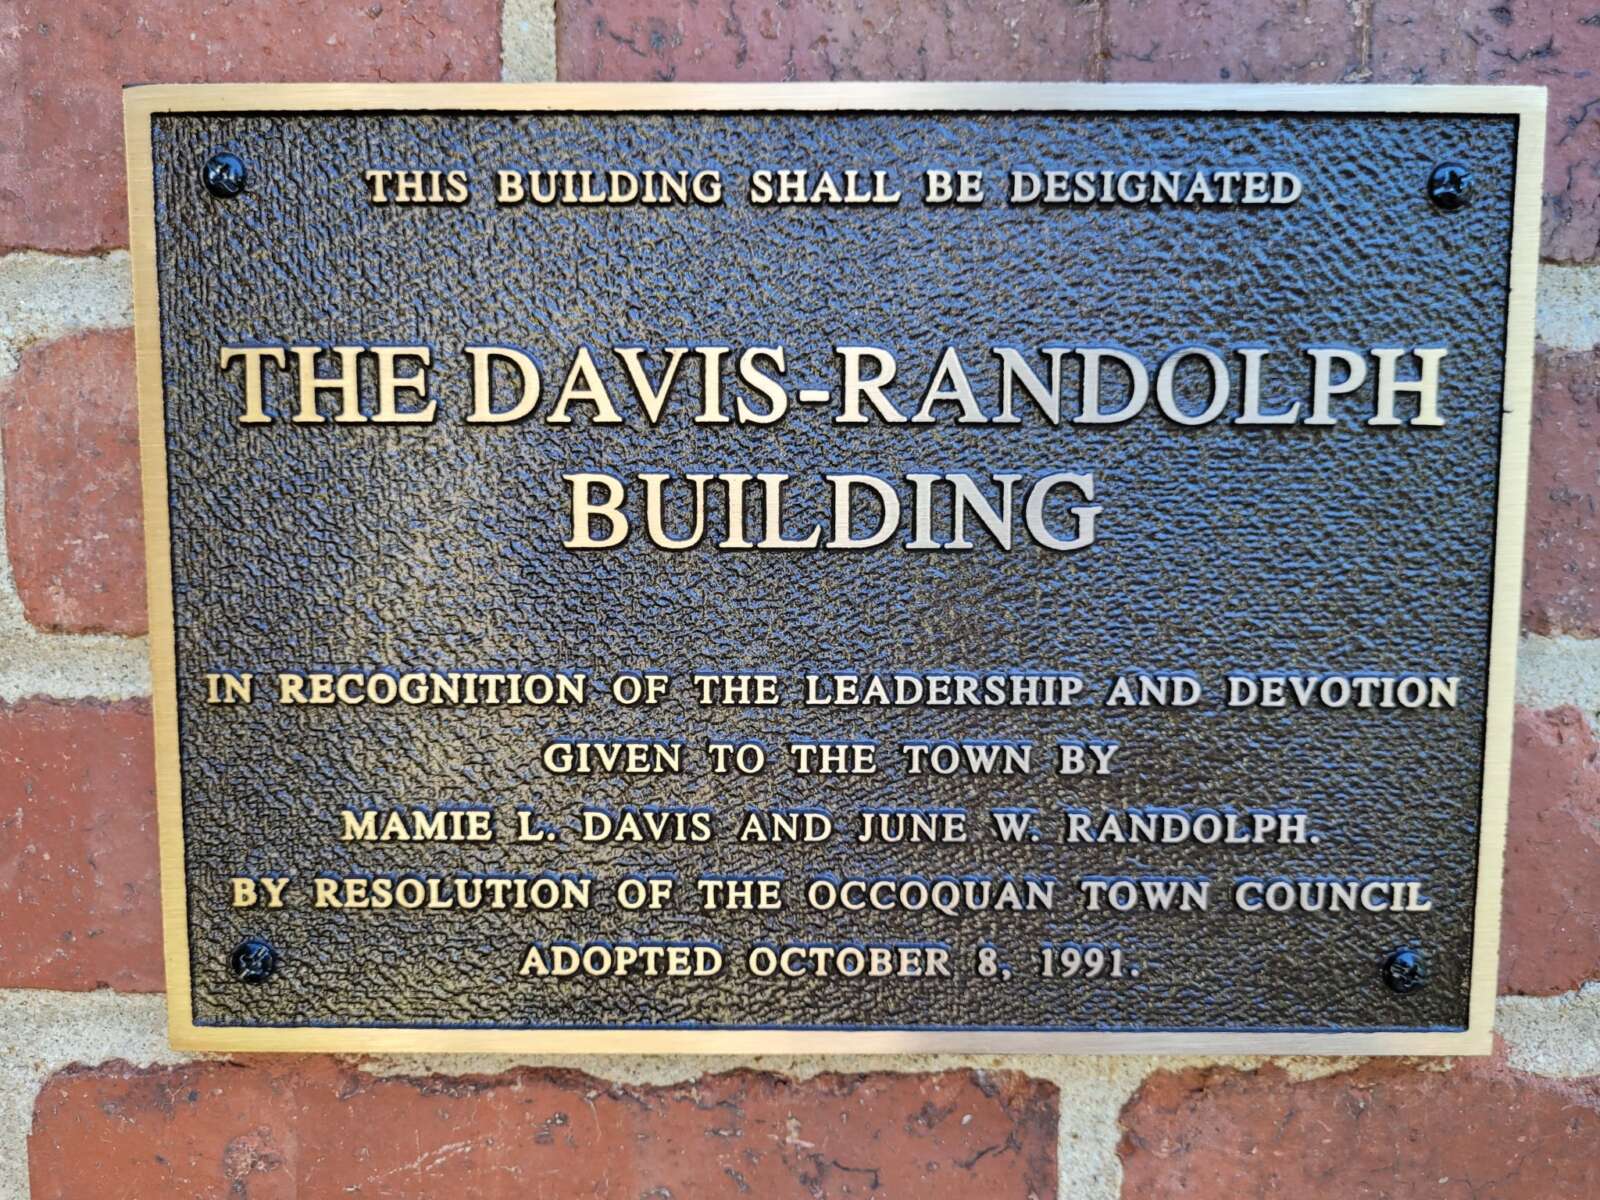 THIS BUILDING SHALL BE DESIGNATED
THE DAVIS-RANDOLPH
BUILDING
IN RECOGNITION OF THE LEADERSHIP AND DEVOTION
GIVEN TO THE TOWN BY
MAMIE L. DAVIS AND JUNE W. RANDOLPH.
BY RESOLUTION OF THE OCCOQUAN TOWN COUNCIL
ADOPTED OCTOBER 8, 1991.